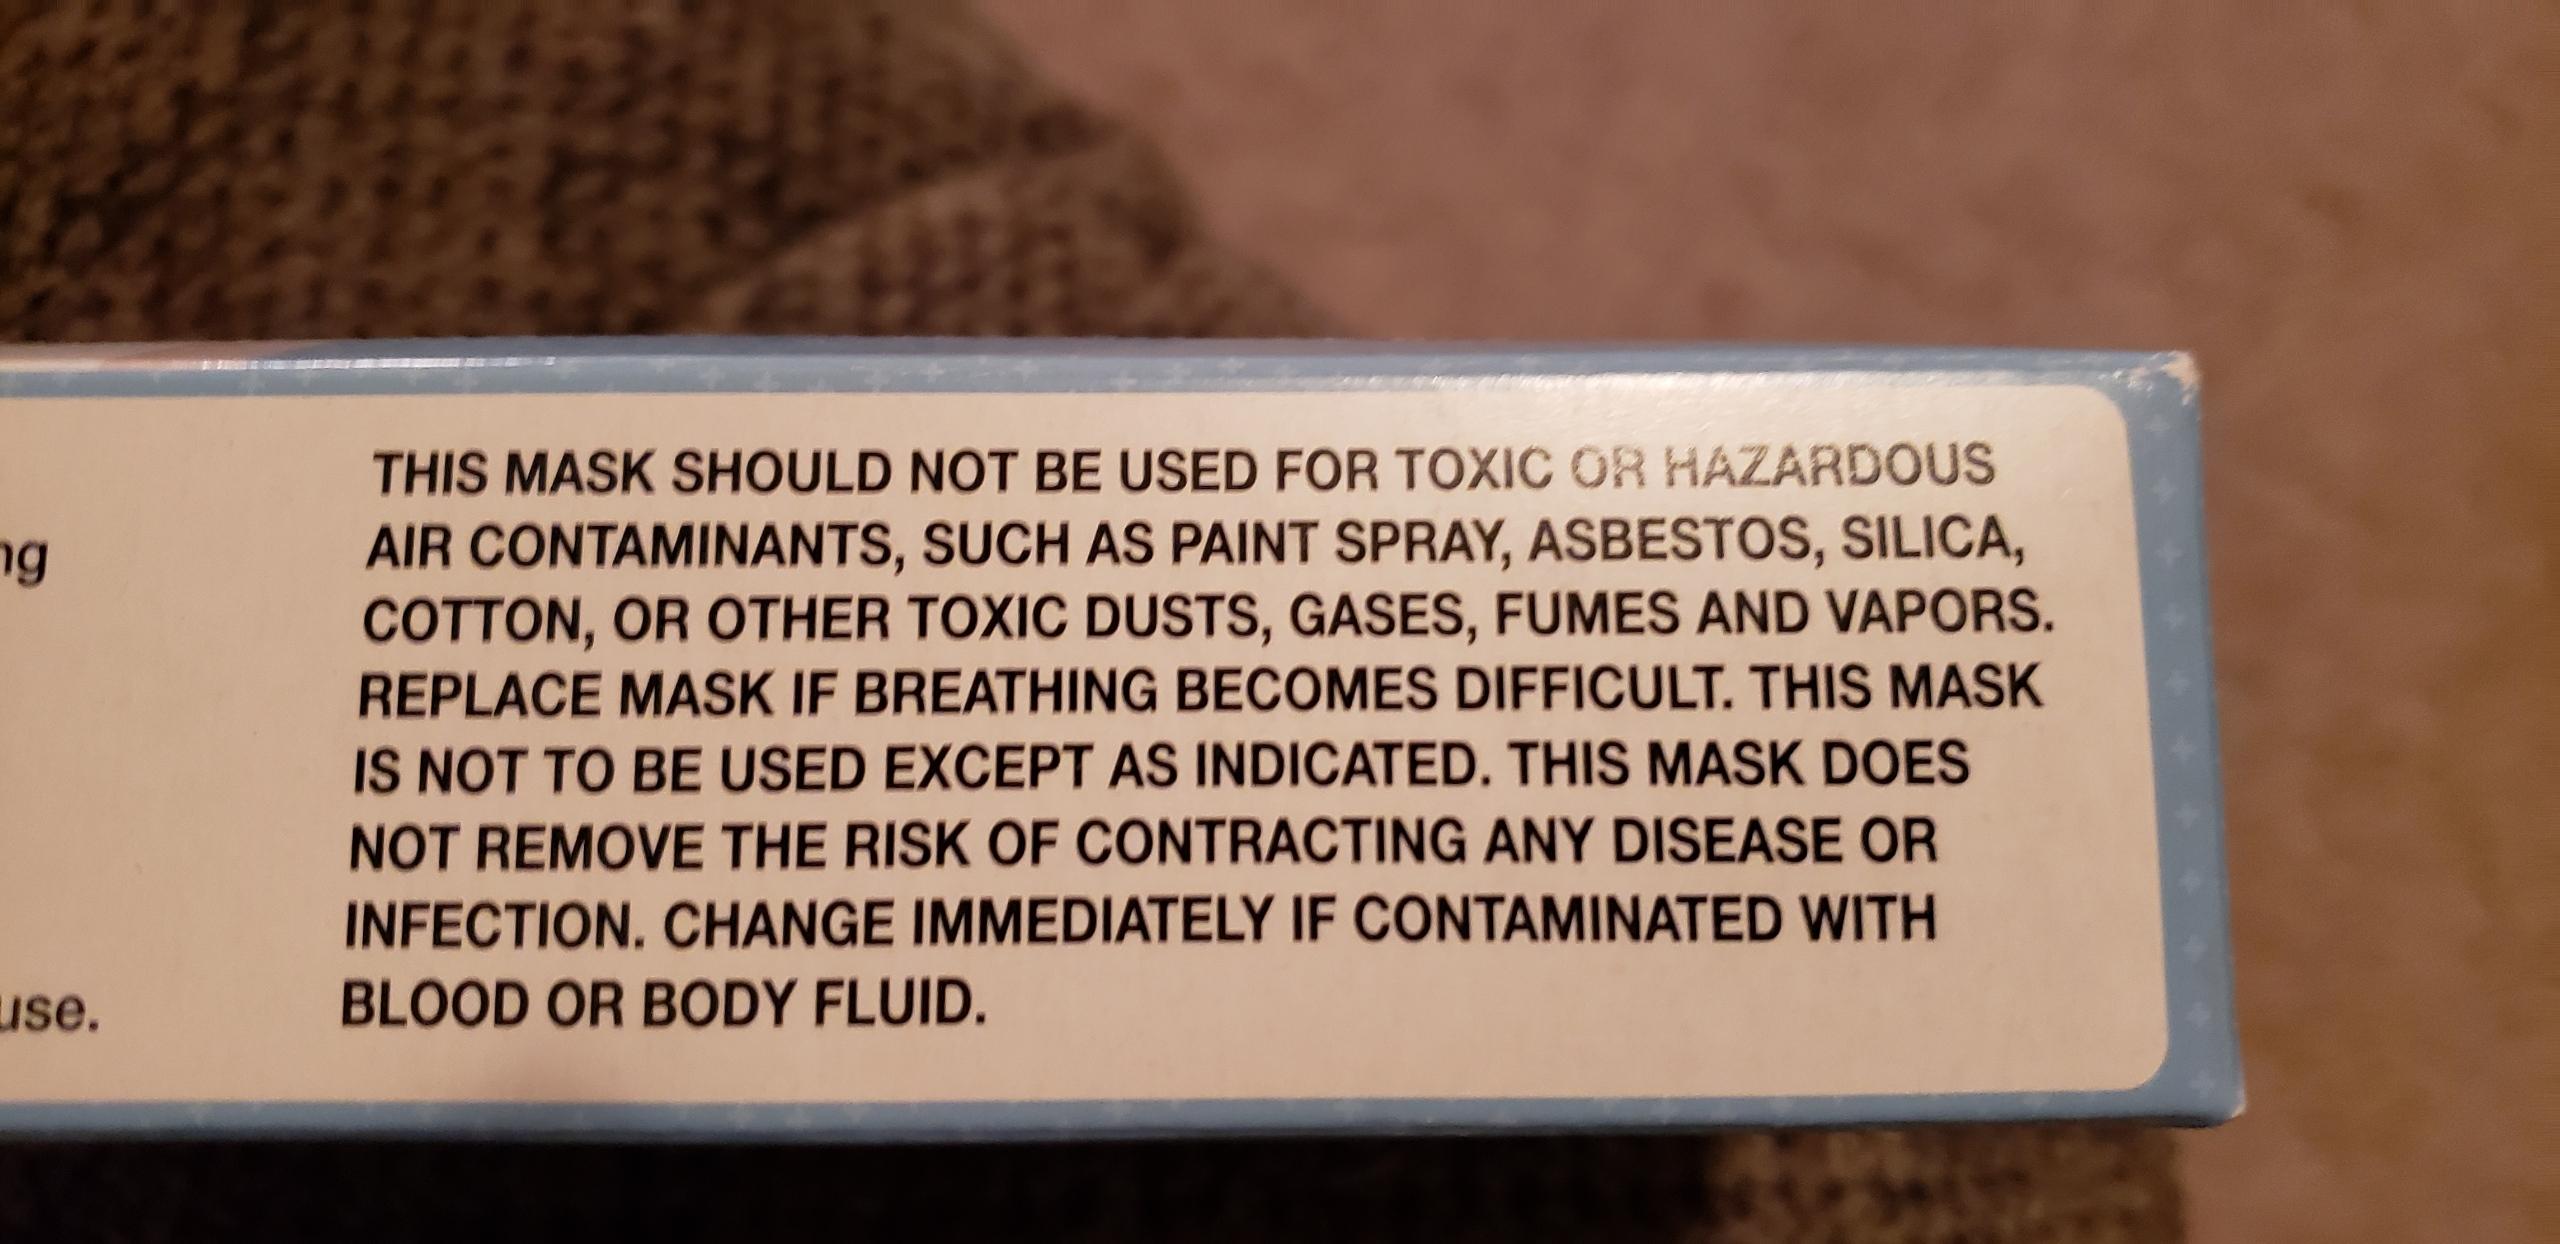 THIS MASK SHOULD NOT BE USED FOR TOXIC OR HAZARDOUS
AIR CONTAMINANTS, SUCH AS PAINT SPRAY, ASBESTOS, SILICA,
COTTON, OR OTHER TOXIC DUSTS, GASES, FUMES AND VAPORS.
REPLACE MASK IF BREATHING BECOMES DIFFICULT. THIS MASK
IS NOT TO BE USED EXCEPT AS INDICATED. THIS MASK DOES
NOT REMOVE THE RISK OF CONTRACTING ANY DISEASE OR
INFECTION. CHANGE IMMEDIATELY IF CONTAMINATED WITH
BLOOD OR BODY FLUID.